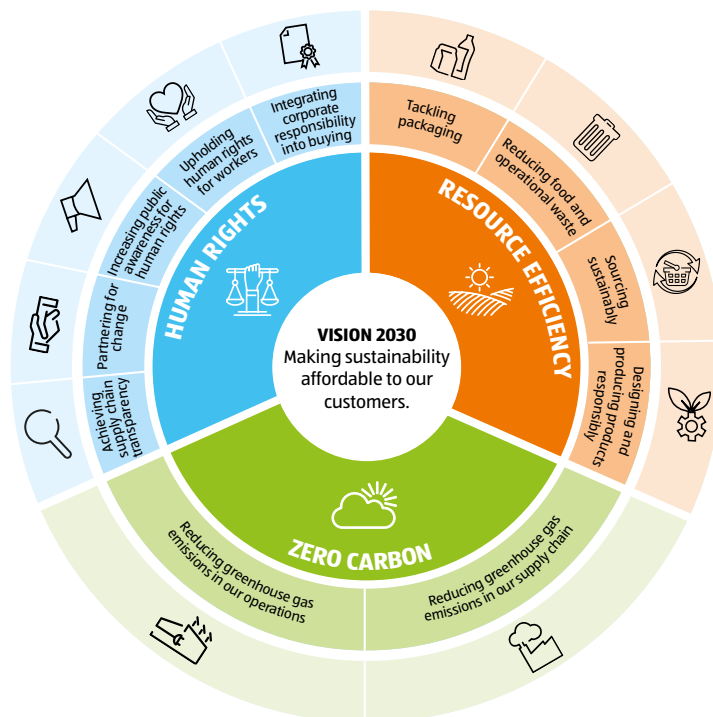 VISION 2030
Making sustainability
affordable to our
customers.
HUMAN RIGHTS
Achieving
supply chain
transparency
Partnering for
change
Increasing public
awareness for
human rights
Upholding
human rights
for workers
Integrating
corporate
responsibility
into buying
RESOURCE EFFICIENCY
Tackling
packaging
Reducing food and
operational waste
Sourcing
sustainably
Designing and
producing products
responsibly
ZERO CARBON
Reducing greenhouse gas
emissions in our operations
Reducing greenhouse gas
emissions in our supply chain